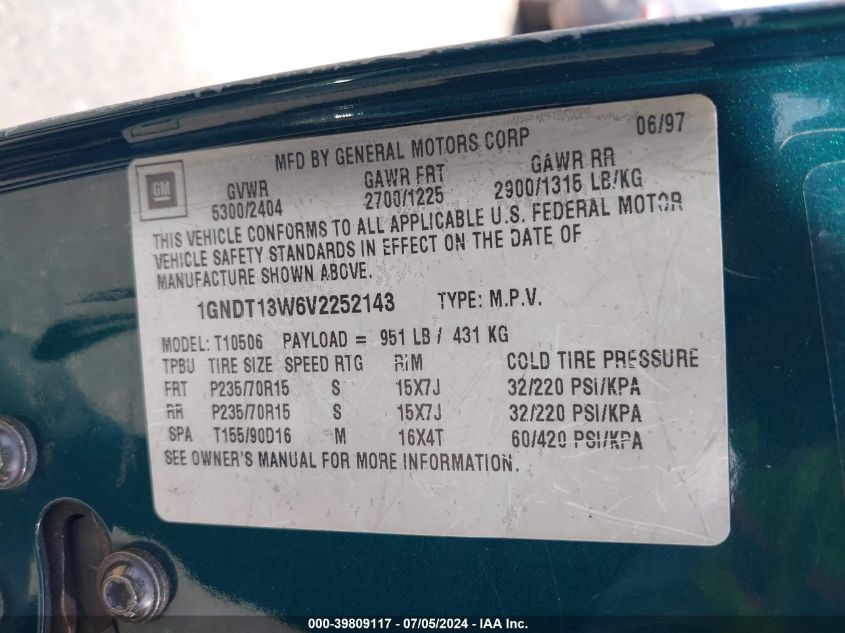 MFD BY GENERAL MOTORS CORP 06/97
GM
GVWR GAWR FRT GAWR RR
5300/2404 2700/1225 2900/1315 LB/KG
THIS VEHICLE CONFORMS TO ALL APPLICABLE U.S. FEDERAL MOTOR
VEHICLE SAFETY STANDARDS IN EFFECT ON THE DATE OF
MANUFACTURE SHOWN ABOVE.
1GNDT13W6V2252143 TYPE: M.P.V.
MODEL: T10506 PAYLOAD = 951 LB / 431 KG
TPBU TIRE SIZE SPEED RTG RIM COLD TIRE PRESSURE
FRT P235/70R15 S 15X7J 32/220 PSI/KPA
RR P235/70R15 S 15X7J 32/220 PSI/KPA
SPA T155/90D16 M 16X4T 60/420 PSI/KPA
SEE OWNER'S MANUAL FOR MORE INFORMATION.
000-39809117 - 07/05/2024 - IAA Inc.